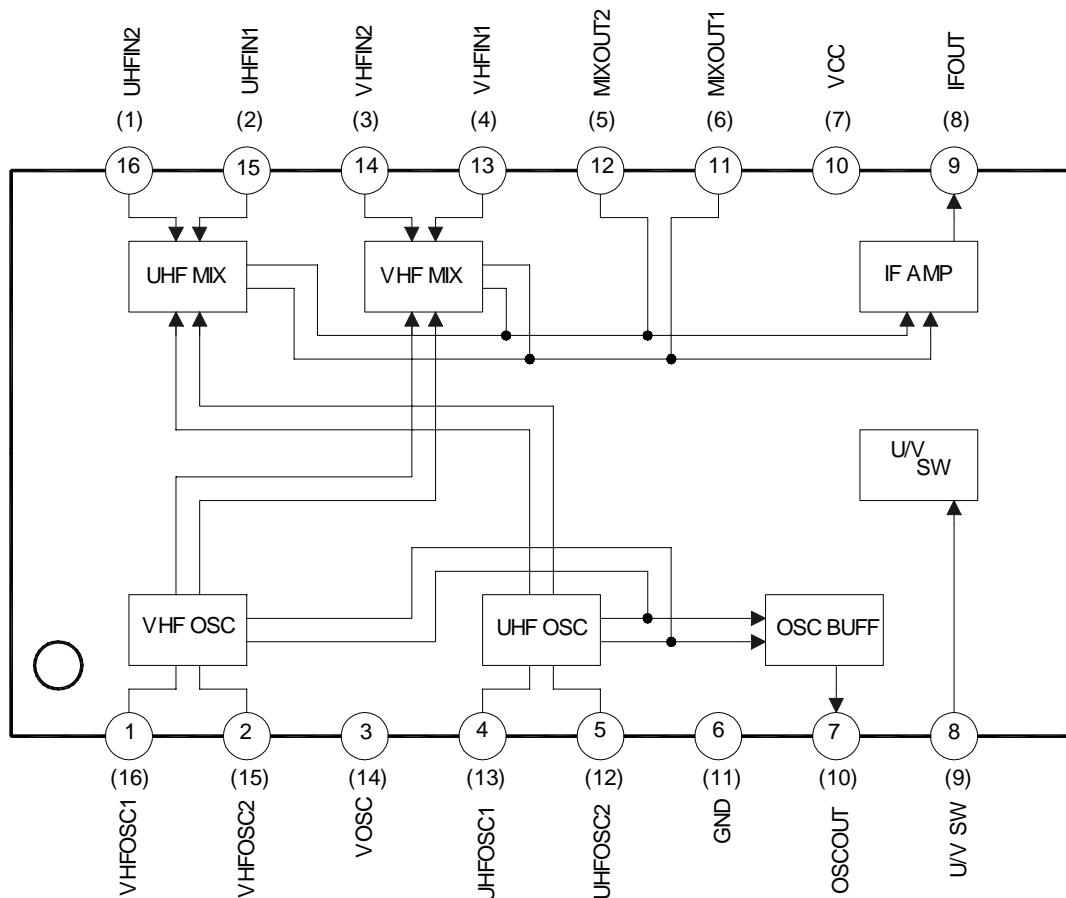 UHFIN2
UHFIN1
VHFIN2
VHFIN1
MIXOUT2
MIXOUT1
VCC
IFOUT
(1) (2) (3) (4) (5) (6) (7) (8)
16 15 14 13 12 11 10 9
UHF MIX
VHF MIX
IF AMP
U/V
SW
VHF OSC
UHF OSC
OSC BUFF
1 2 3 4 5 6 7 8
(16) (15) (14) (13) (12) (11) (10) (9)
VHFOSC1
VHFOSC2
VOSC
JHFOSC1
UHFOSC2
GND
OSCOUT
U/V SW